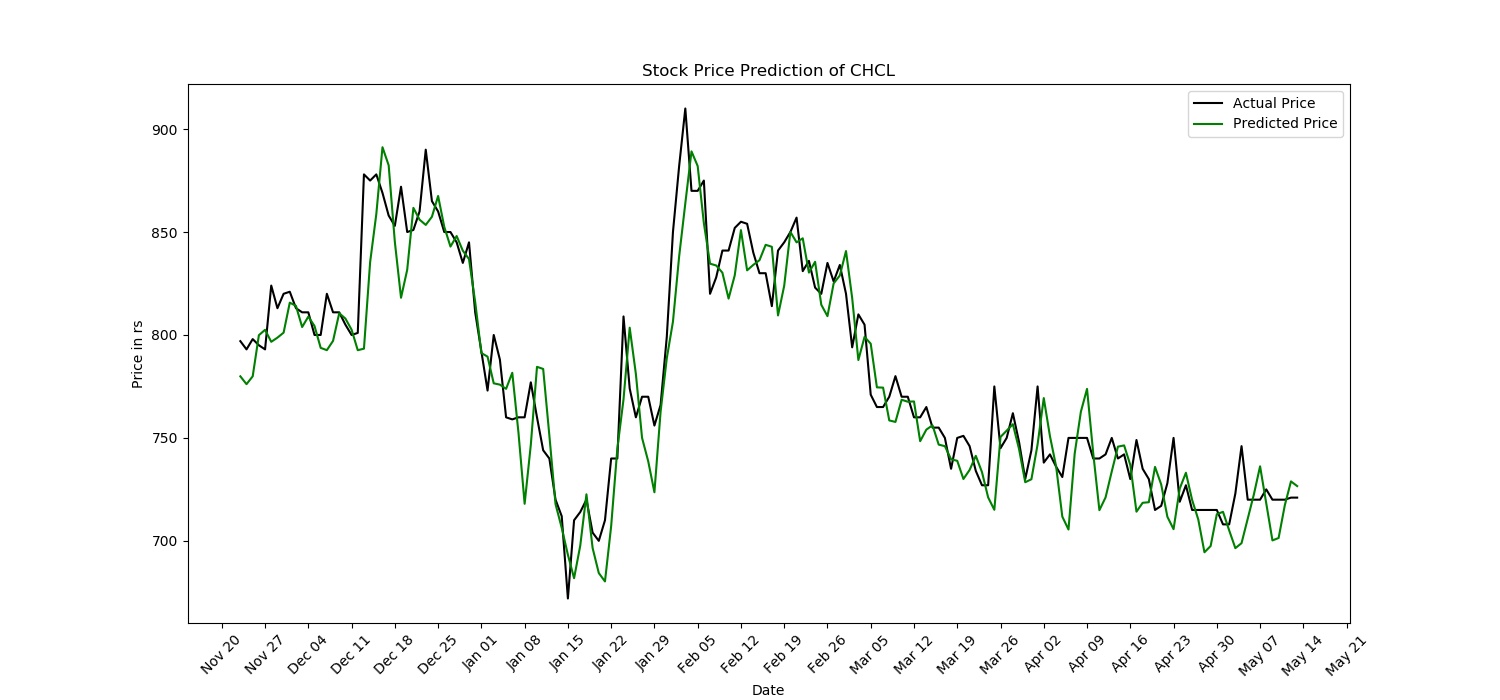 Stock Price Prediction of CHCL
Actual Price
Predicted Price
Price in rs
900
850
800
750
700
Nov 20
Nov 27
Dec 04
Dec 11
Dec 18
Dec 25
Jan 01
Jan 08
Jan 15
Jan 22
Jan 29
Feb 05
Feb 12
Feb 19
Feb 26
Mar 05
Mar 12
Mar 19
Mar 26
Apr 02
Apr 09
Apr 16
Apr 23
Apr 30
May 07
May 14
May 21
Date